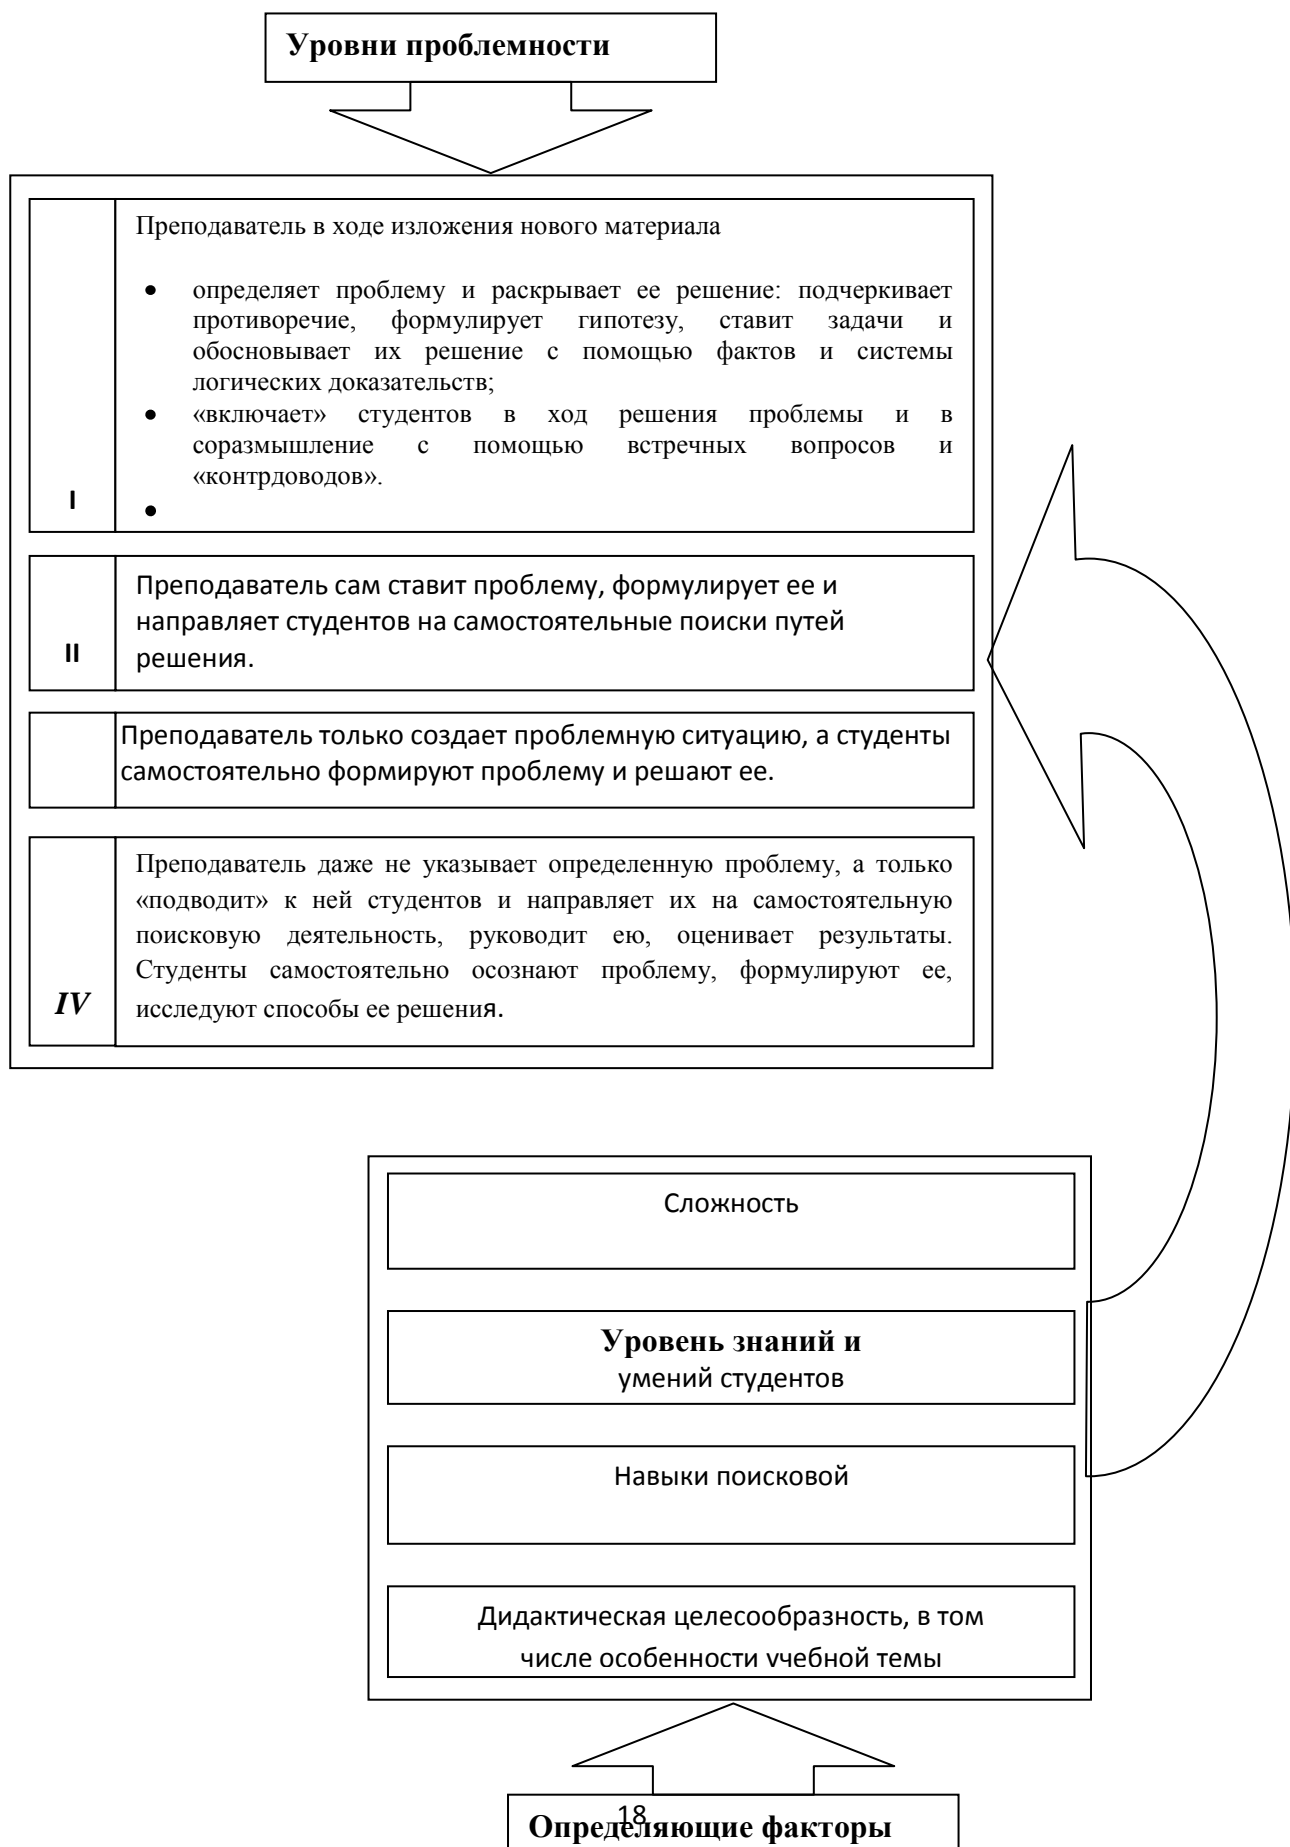 Уровни проблемности
Преподаватель в ходе изложения нового материала
• определяет проблему и раскрывает ее решение: подчеркивает
противоречие, формулирует гипотезу, ставит задачи и
обосновывает их решение с помощью фактов и системы
логических доказательств;
• «включает» студентов в ход решения проблемы и в
соразмышление с помощью встречных вопросов и
«контрдоводов».
I
•
Преподаватель сам ставит проблему, формулирует ее и
направляет студентов на самостоятельные поиски путей
II решения.
Преподаватель только создает проблемную ситуацию, а студенты
самостоятельно формируют проблему и решают ее.
Преподаватель даже не указывает определенную проблему, а только
«подводит» к ней студентов и направляет их на самостоятельную
поисковую деятельность, руководит ею, оценивает результаты.
Студенты самостоятельно осознают проблему, формулируют ее,
IV исследуют способы ее решения.
Сложность
Уровень знаний и
умений студентов
Навыки поисковой
Дидактическая целесообразность, в том
числе особенности учебной темы
18
Определяющие факторы